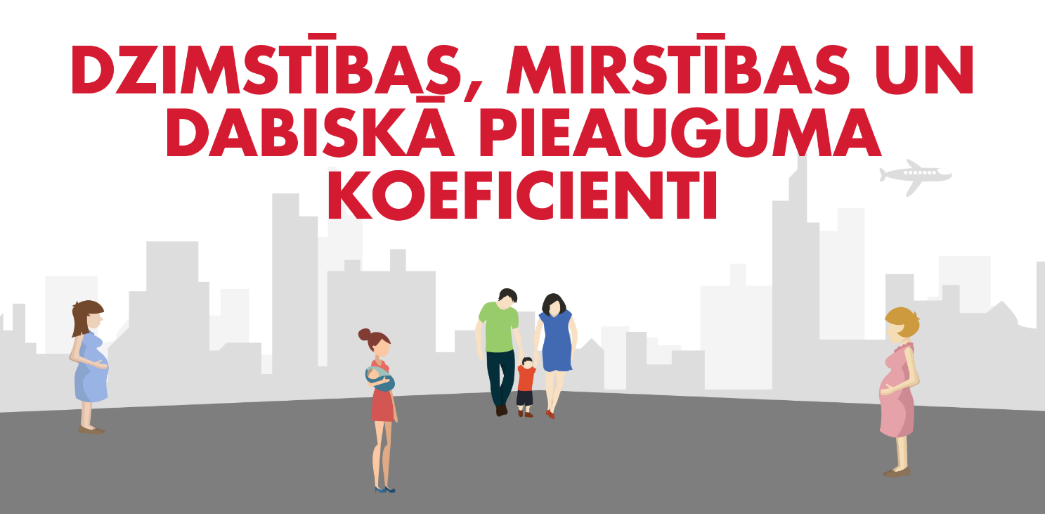 DZIMSTĪBAS, MIRSTĪBAS UN
DABISKĀ PIEAUGUMA
KOEFICIENTI